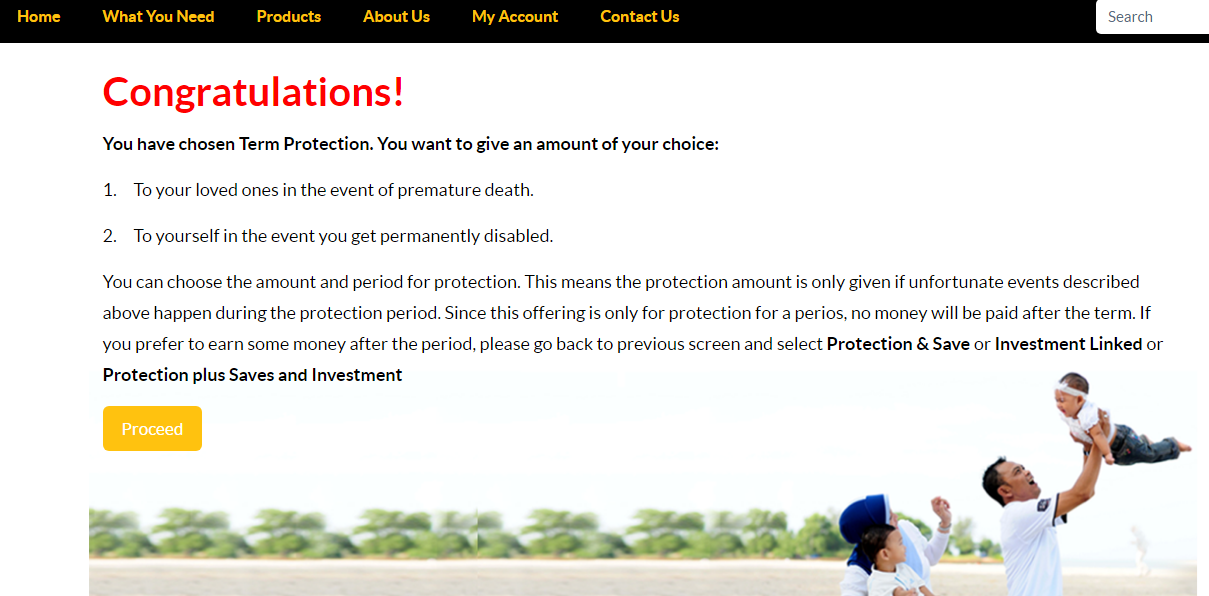 Home What You Need Products About Us My Account Contact Us Search
Congratulations!
You have chosen Term Protection. You want to give an amount of your choice:
1. To your loved ones in the event of premature death.
2. To yourself in the event you get permanently disabled.
You can choose the amount and period for protection. This means the protection amount is only given if unfortunate events described
above happen during the protection period. Since this offering is only for protection for a perios, no money will be paid after the term. If
you prefer to earn some money after the period, please go back to previous screen and select Protection & Save or Investment Linked or
Protection plus Saves and Investment
Proceed